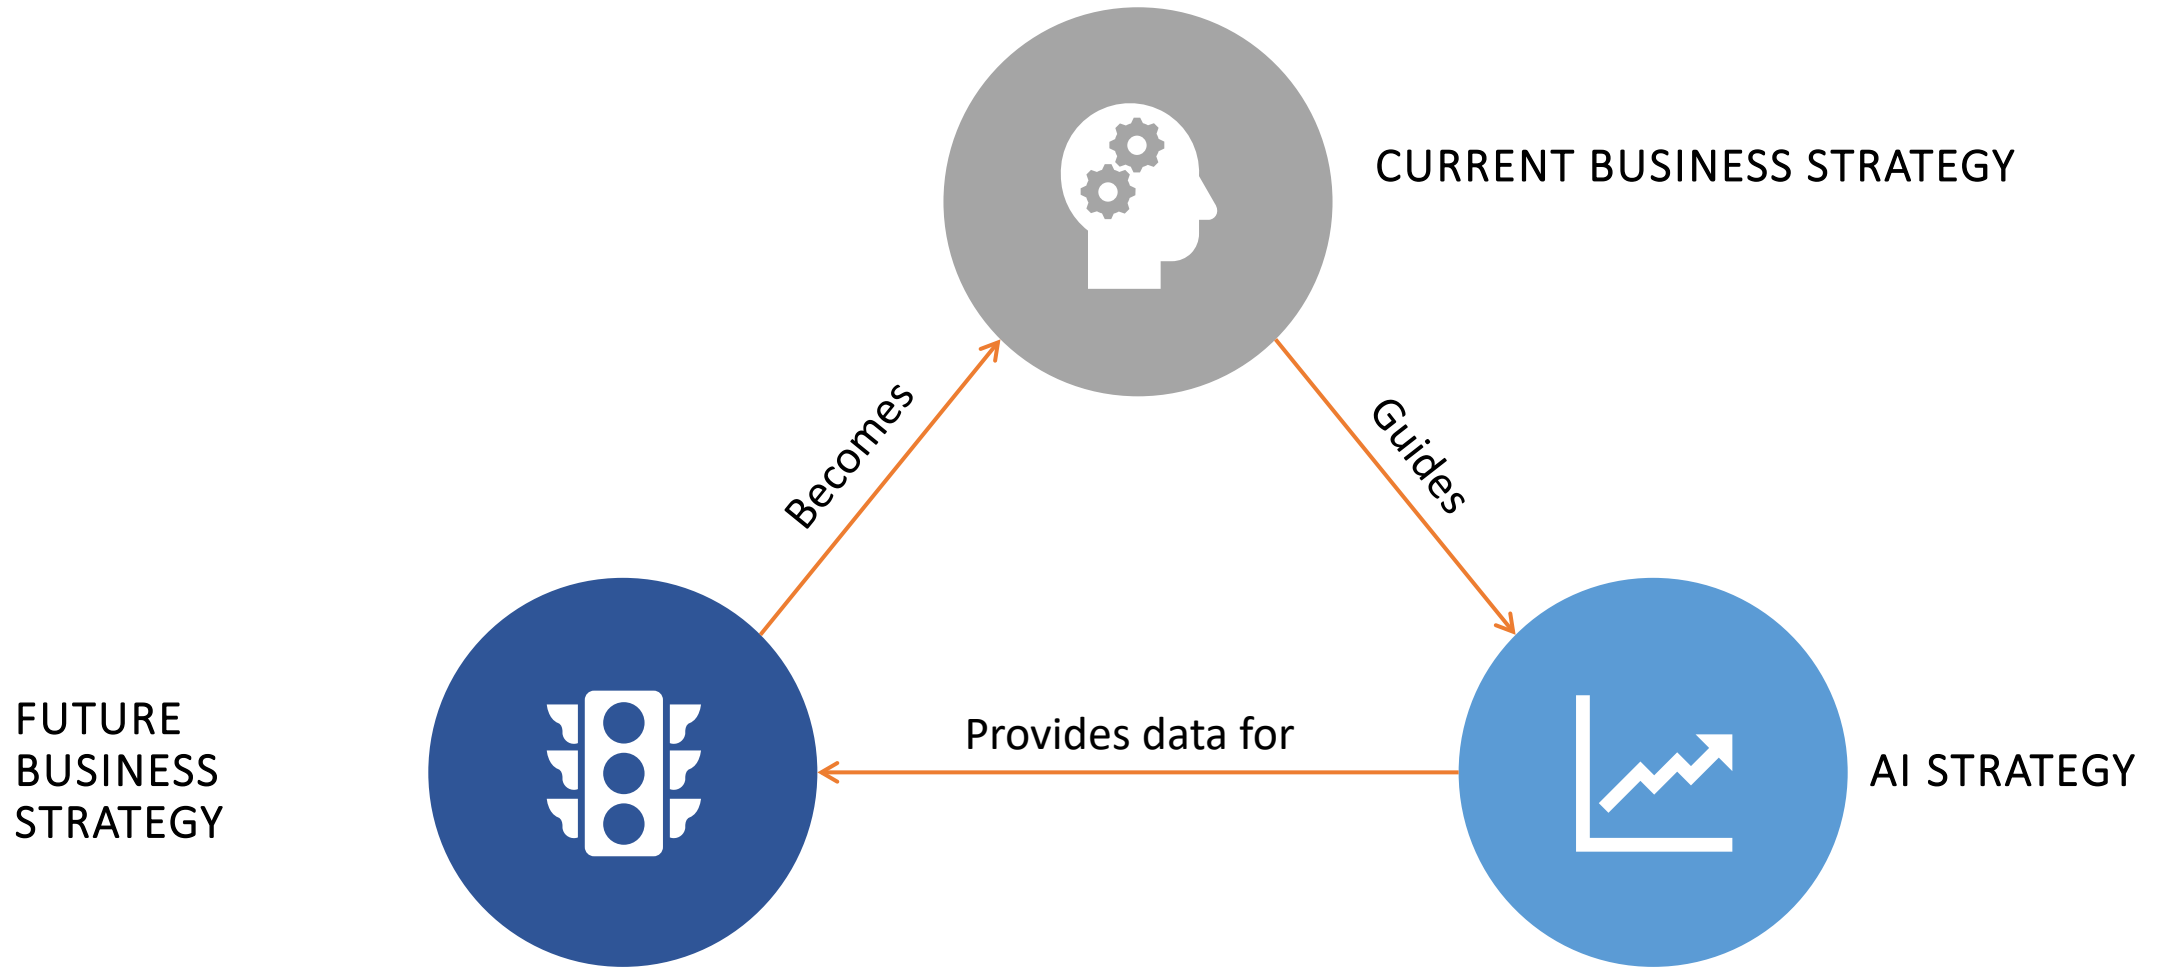 CURRENT BUSINESS STRATEGY
Becomes
Guides
FUTURE
BUSINESS
STRATEGY
Provides data for
AI STRATEGY